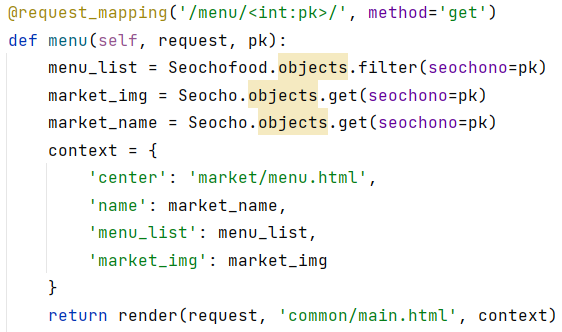 @request_mapping('/menu/<int:pk>/', method='get')
def menu(self, request, pk):
    menu_list = Seochofood.objects.filter(seochono=pk)
    market_img = Seocho.objects.get(seochono=pk)
    market_name = Seocho.objects.get(seochono=pk)
    context = {
        'center': 'market/menu.html',
        'name': market_name,
        'menu_list': menu_list,
        'market_img': market_img
    }
    return render(request, 'common/main.html', context)